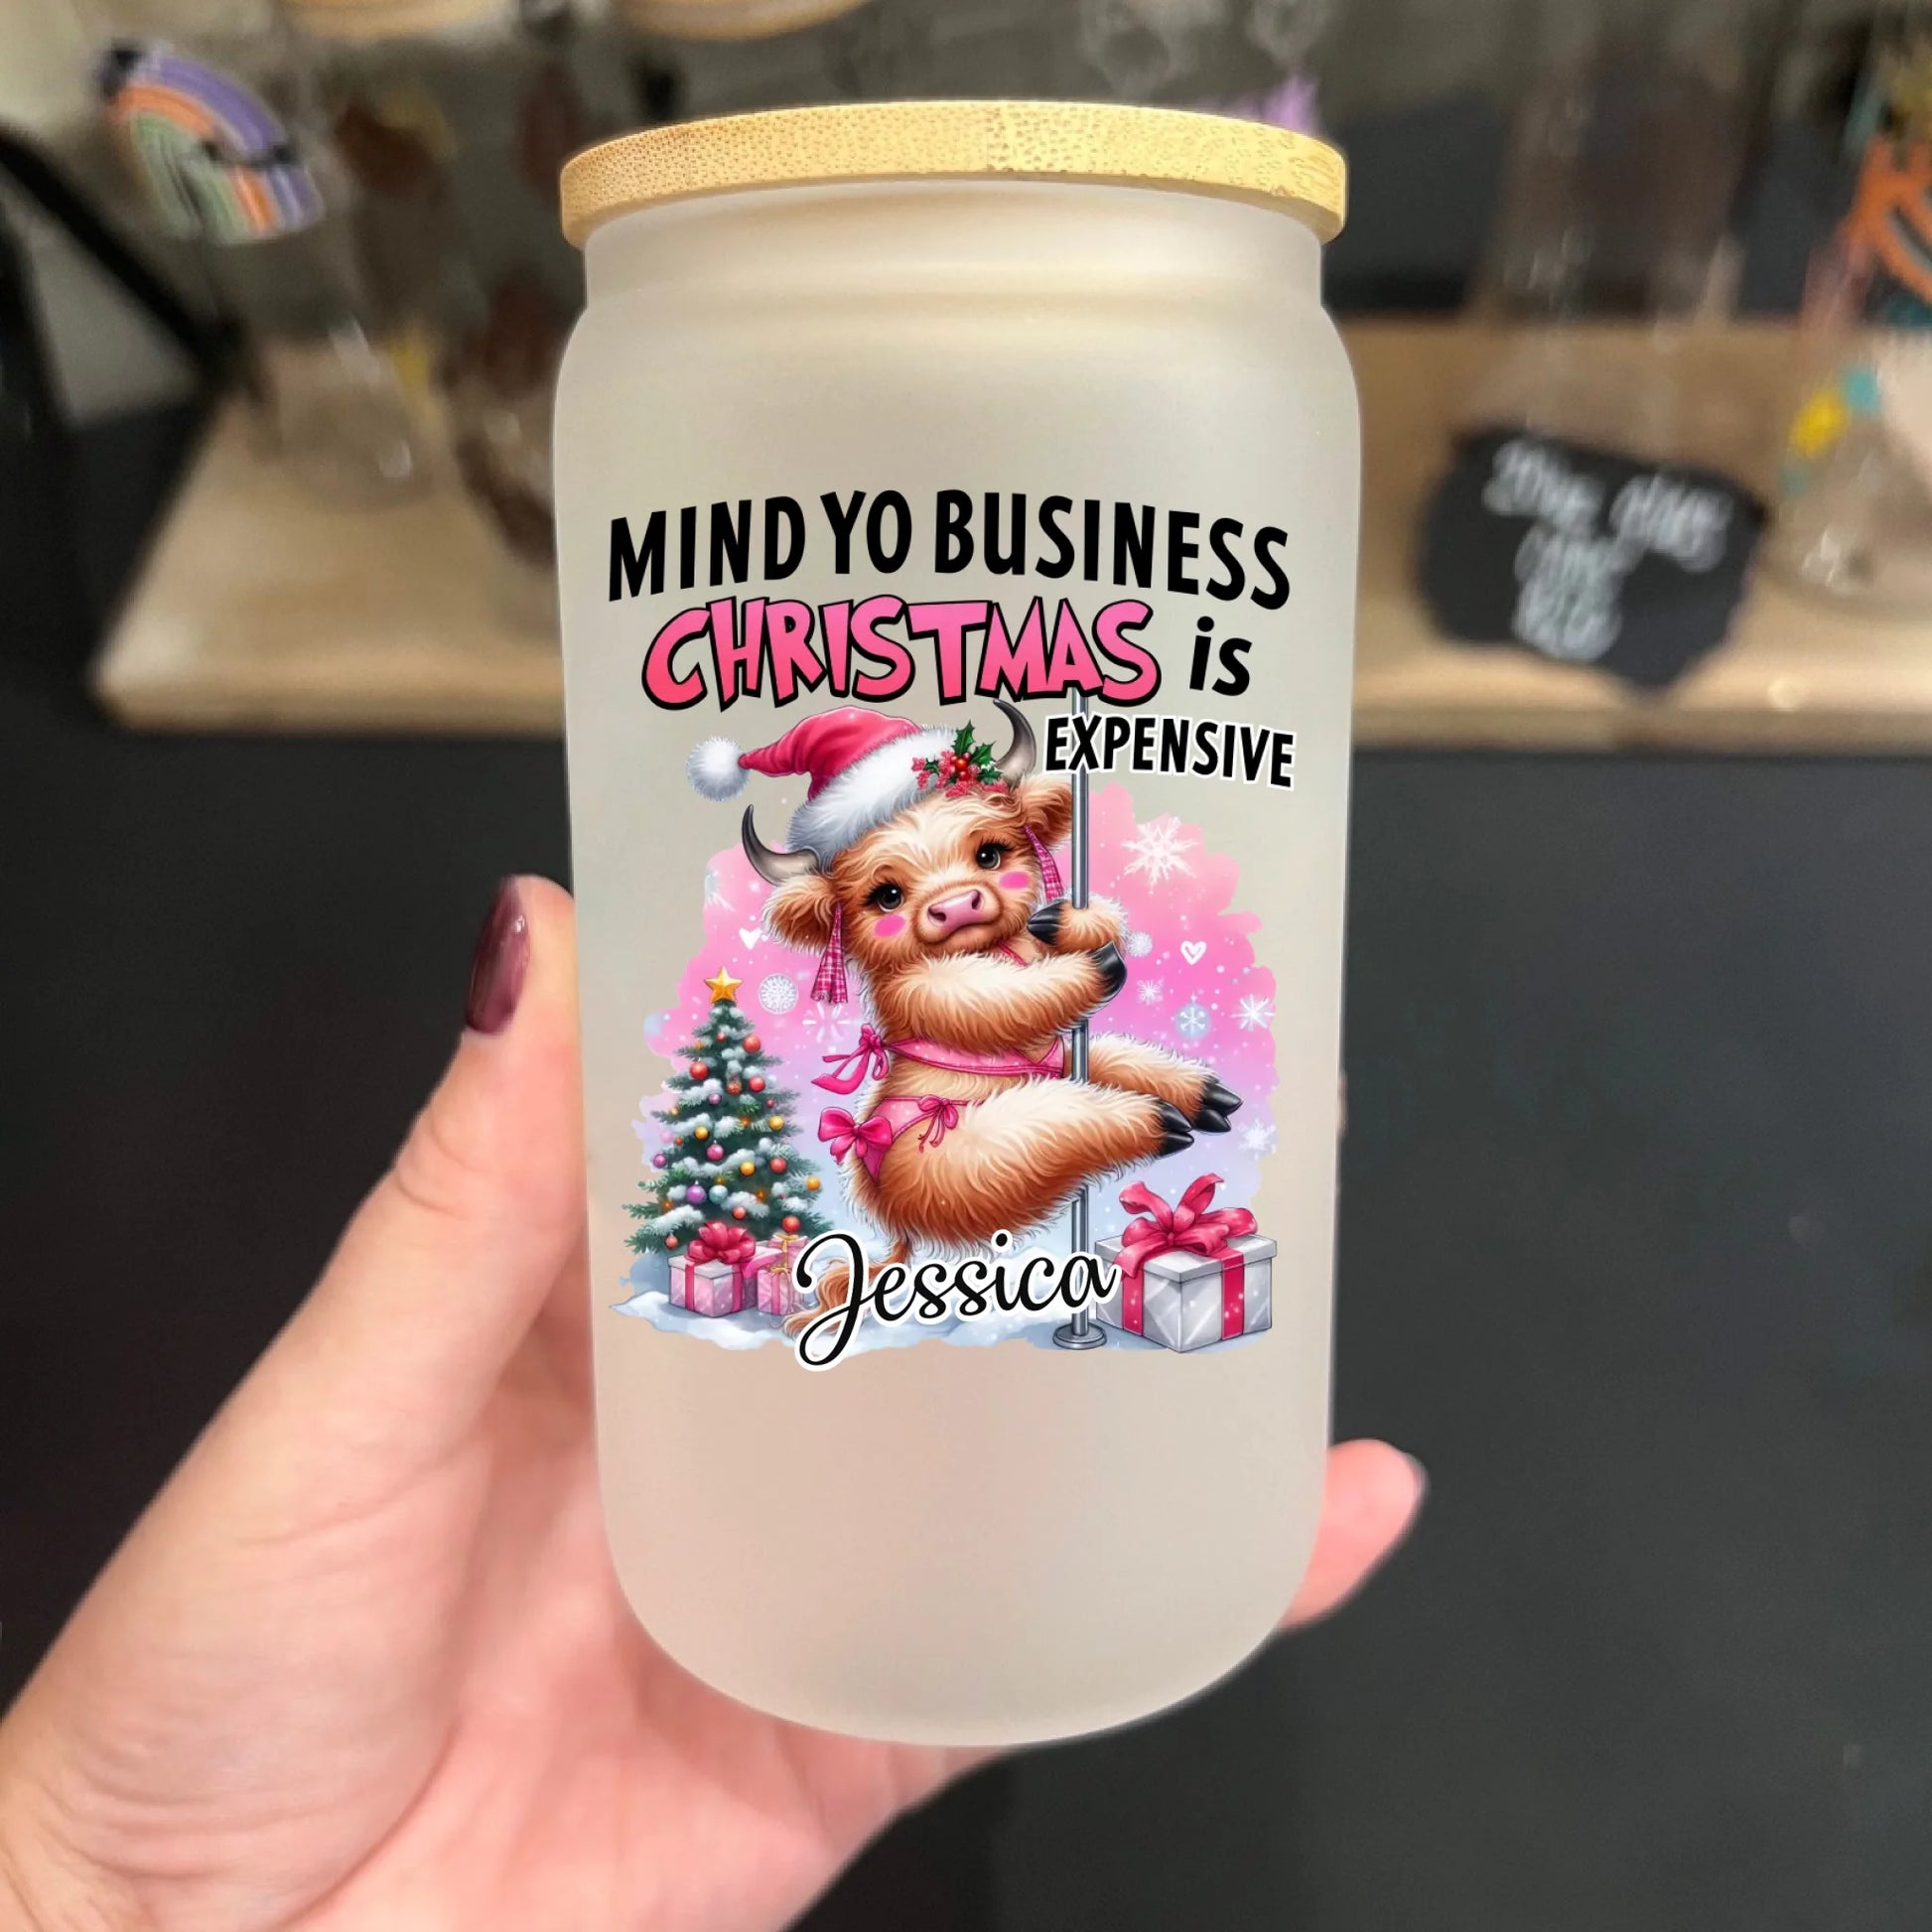 MIND YO BUSINESS
CHRISTMAS is
EXPENSIVE
Jessica